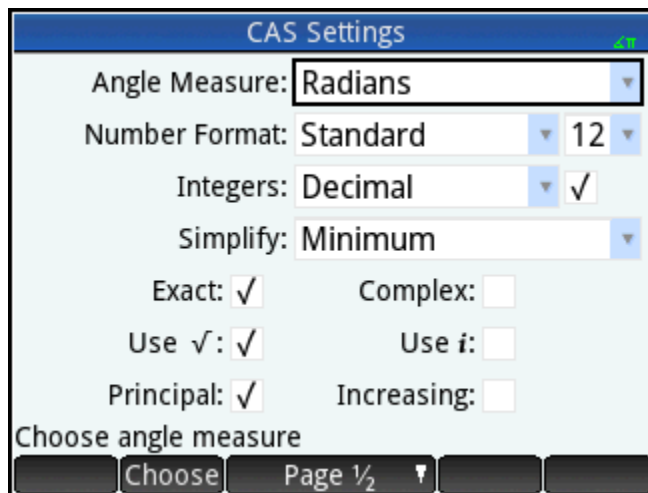 CAS Settings
∡π
Angle Measure: Radians
Number Format: Standard 12
Integers: Decimal √
Simplify: Minimum
Exact: √ Complex:
Use √: √ Use i:
Principal: √ Increasing:
Choose angle measure
Choose Page ½